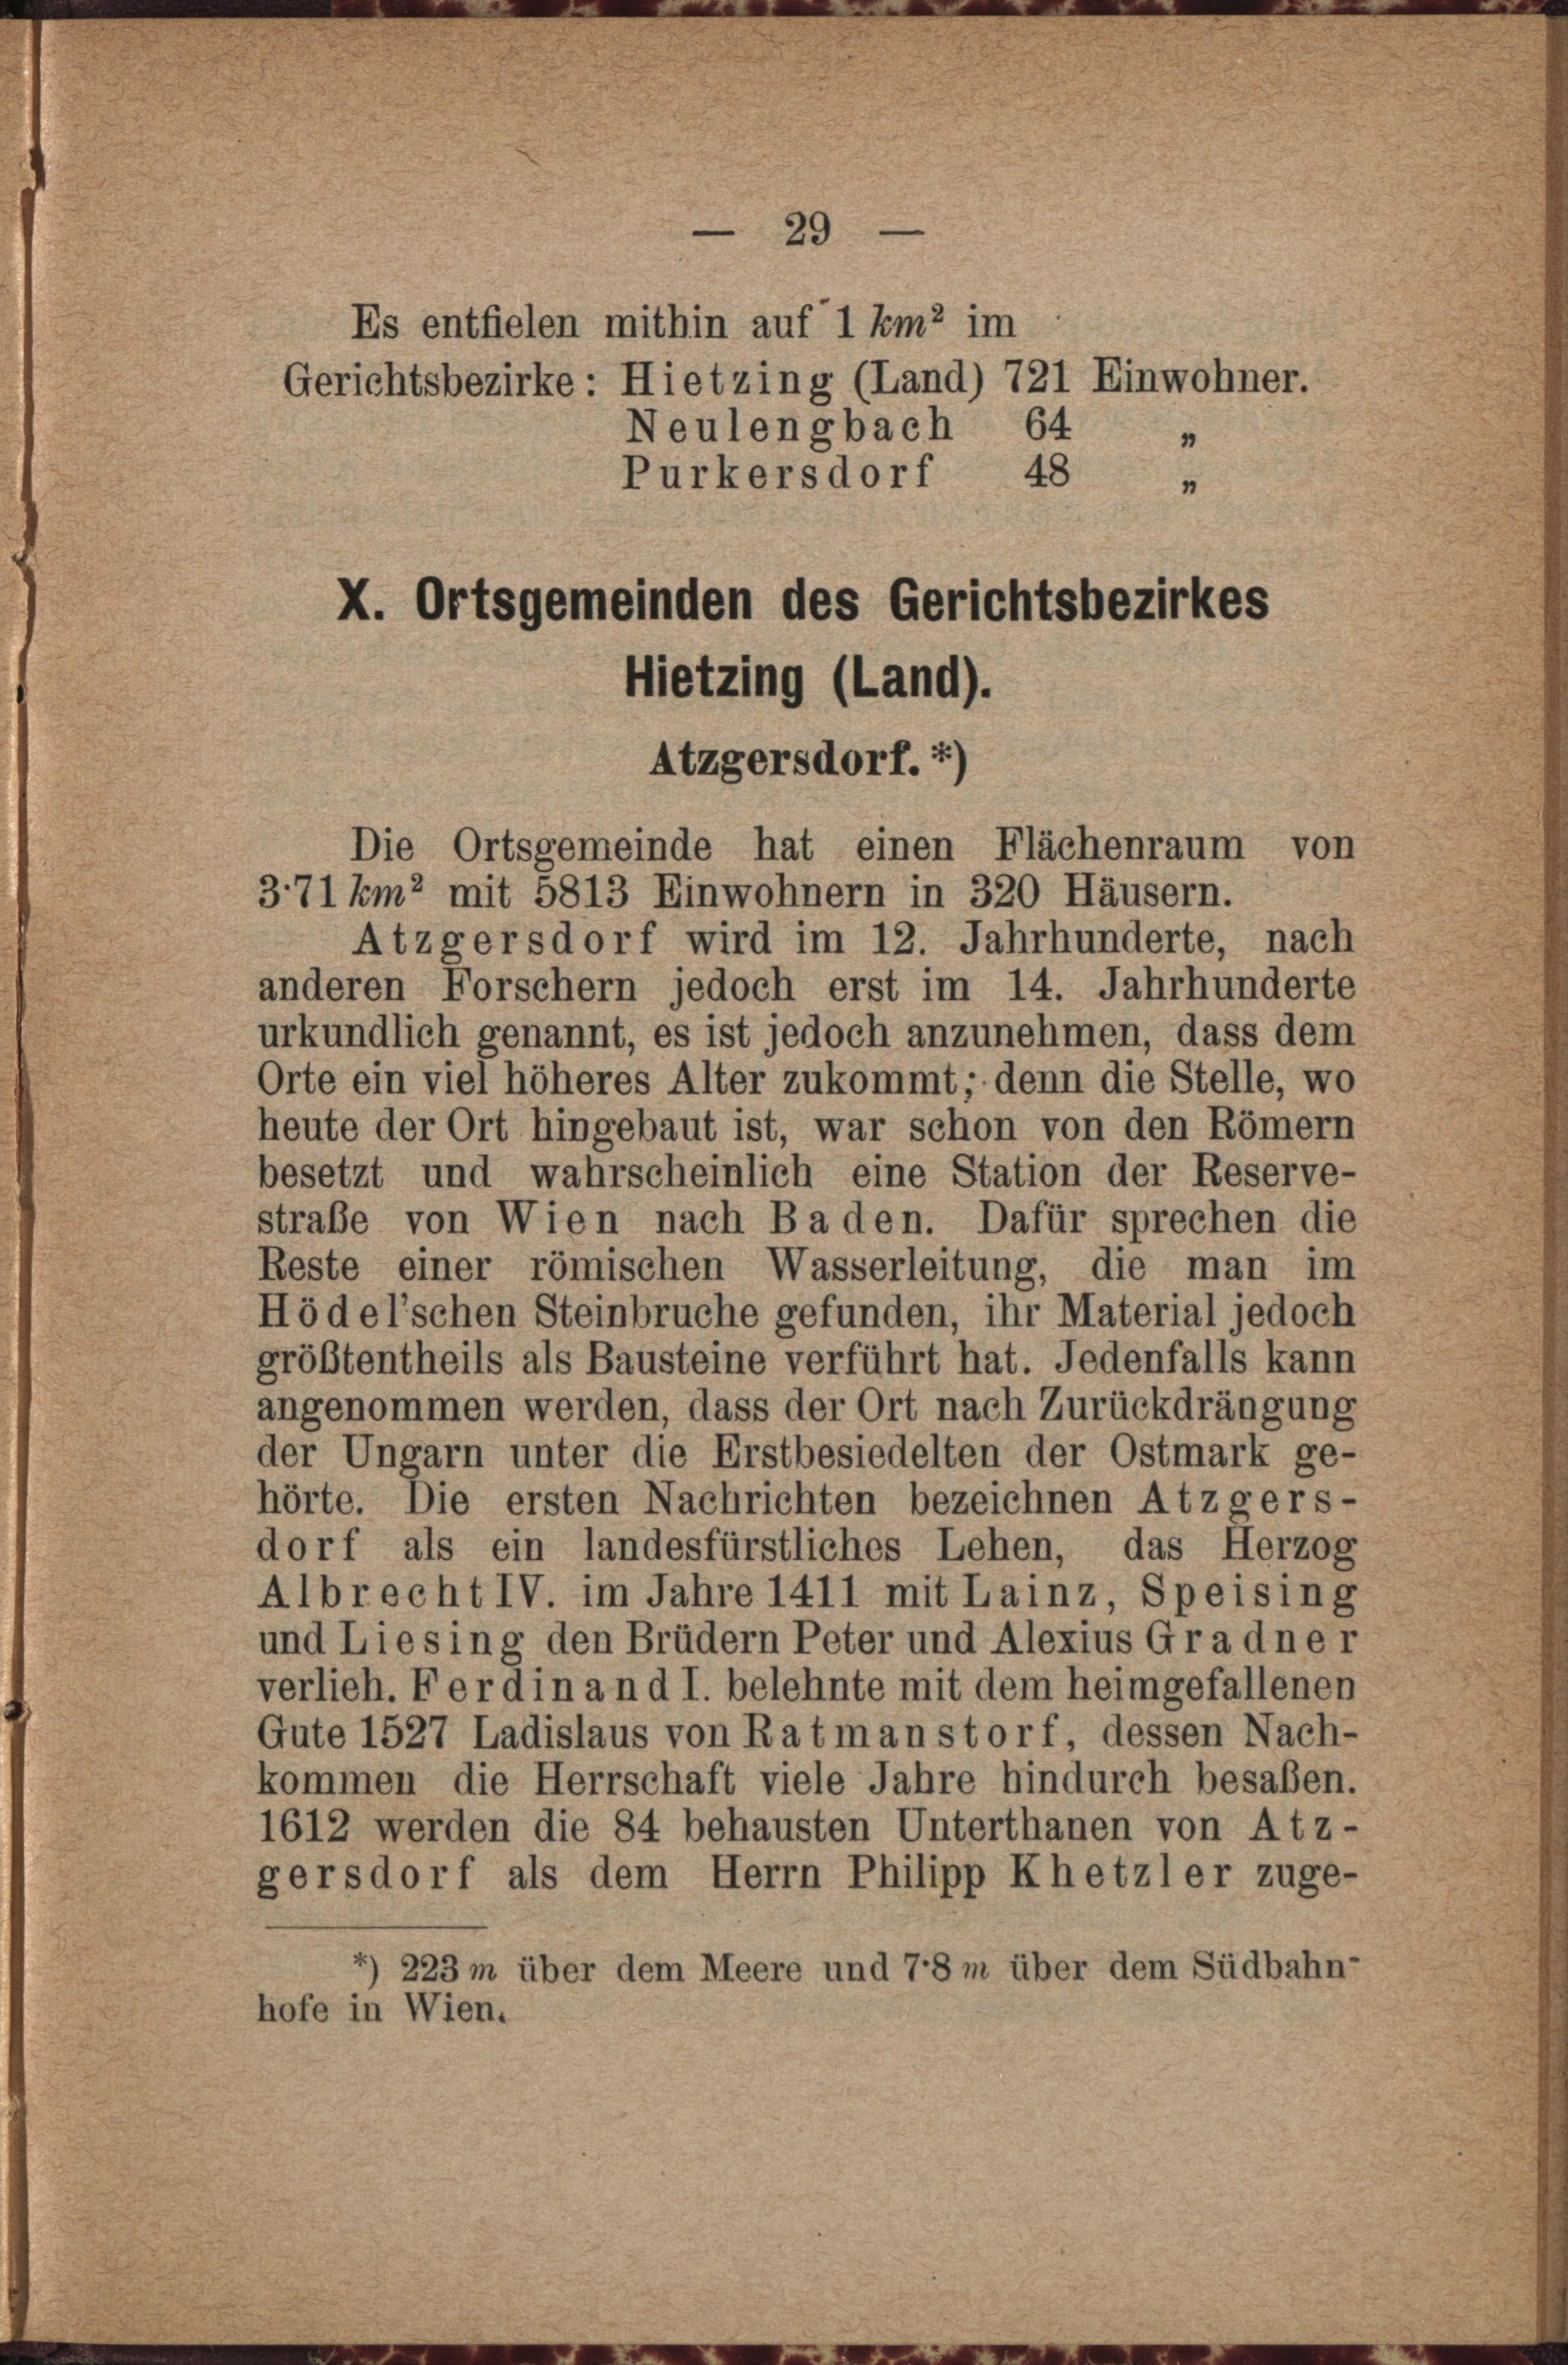 — 29 —
Es entfielen mithin auf 1 km² im
Gerichtsbezirke: Hietzing (Land) 721 Einwohner.
Neulengbach 64 „
Purkersdorf 48 „
X. Ortsgemeinden des Gerichtsbezirkes
Hietzing (Land).
Atzgersdorf. *)
Die Ortsgemeinde hat einen Flächenraum von
3·71 km² mit 5813 Einwohnern in 320 Häusern.
Atzgersdorf wird im 12. Jahrhunderte, nach
anderen Forschern jedoch erst im 14. Jahrhunderte
urkundlich genannt, es ist jedoch anzunehmen, dass dem
Orte ein viel höheres Alter zukommt; denn die Stelle, wo
heute der Ort hingebaut ist, war schon von den Römern
besetzt und wahrscheinlich eine Station der Reserve-
straße von Wien nach Baden. Dafür sprechen die
Reste einer römischen Wasserleitung, die man im
Hödel'schen Steinbruche gefunden, ihr Material jedoch
größtentheils als Bausteine verführt hat. Jedenfalls kann
angenommen werden, dass der Ort nach Zurückdrängung
der Ungarn unter die Erstbesiedelten der Ostmark ge-
hörte. Die ersten Nachrichten bezeichnen Atzgers-
dorf als ein landesfürstliches Lehen, das Herzog
Albrecht IV. im Jahre 1411 mit Lainz, Speising
und Liesing den Brüdern Peter und Alexius Gradner
verlieh. Ferdinand I. belehnte mit dem heimgefallenen
Gute 1527 Ladislaus von Ratmanstorf, dessen Nach-
kommen die Herrschaft viele Jahre hindurch besaßen.
1612 werden die 84 behausten Unterthanen von Atz-
gersdorf als dem Herrn Philipp Khetzler zuge-
*) 223 m über dem Meere und 7·8 m über dem Südbahn-
hofe in Wien.